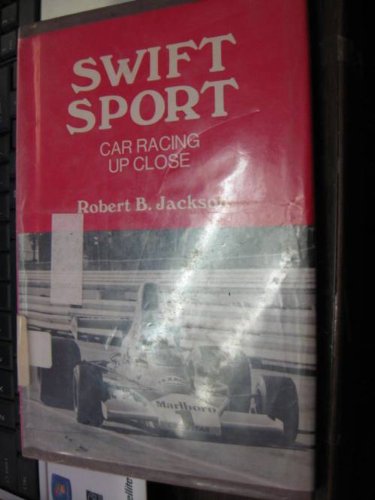 SWIFT
SPORT
CAR RACING
UP CLOSE
Robert B. Jackson
Marlboro